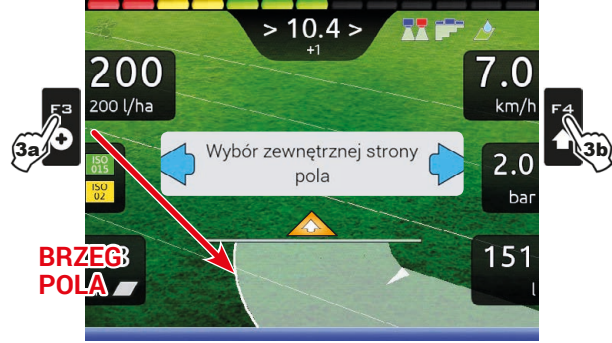 > 10.4 >
+1
200
200 l/ha
7.0
km/h
F3
3a
F4
3b
Wybór zewnętrznej strony
pola
ISO
015
ISO
02
2.0
bar
BRZEG
POLA
151
l